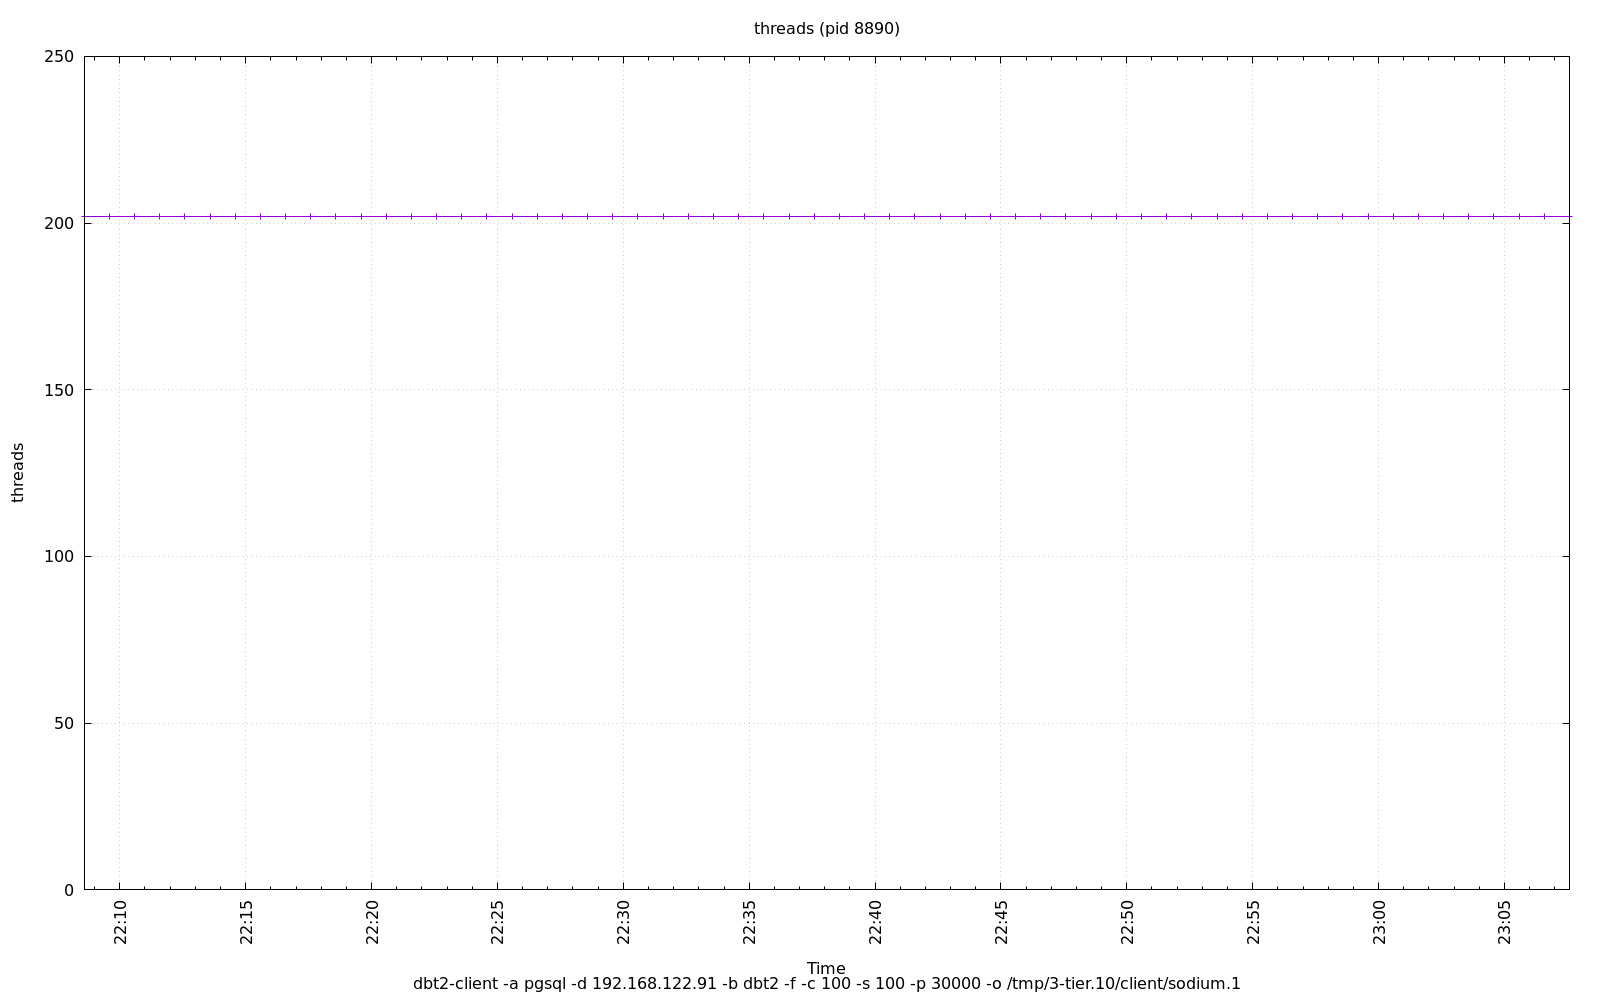 threads (pid 8890)
250
200
150
100
50
0
threads
22:10 22:15 22:20 22:25 22:30 22:35 22:40 22:45 22:50 22:55 23:00 23:05
Time
dbt2-client -a pgsql -d 192.168.122.91 -b dbt2 -f -c 100 -s 100 -p 30000 -o /tmp/3-tier.10/client/sodium.1